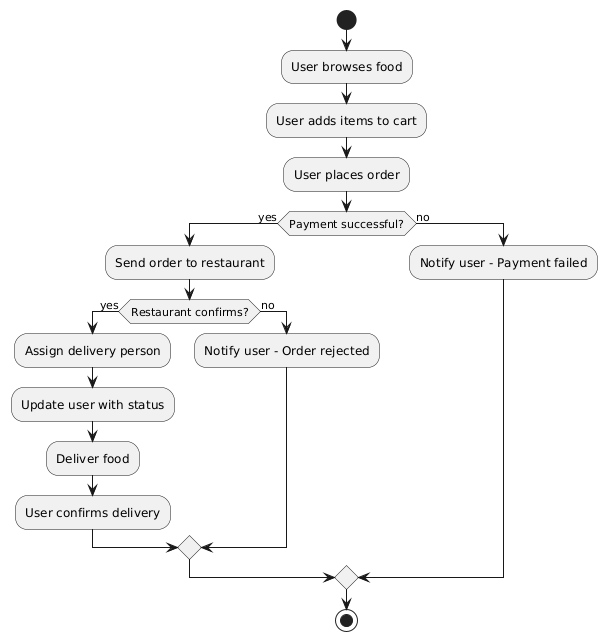 User browses food
User adds items to cart
User places order
yes
Payment successful?
no
Send order to restaurant
Notify user - Payment failed
yes
Restaurant confirms?
no
Assign delivery person
Notify user - Order rejected
Update user with status
Deliver food
User confirms delivery